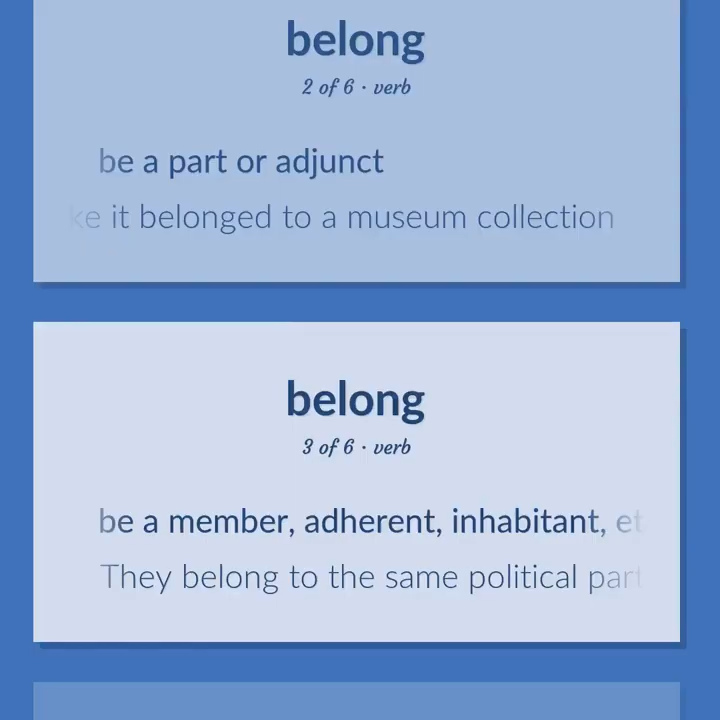 belong
2 of 6 · verb
be a part or adjunct
it belonged to a museum collection
belong
3 of 6 · verb
be a member, adherent, inhabitant,
They belong to the same political